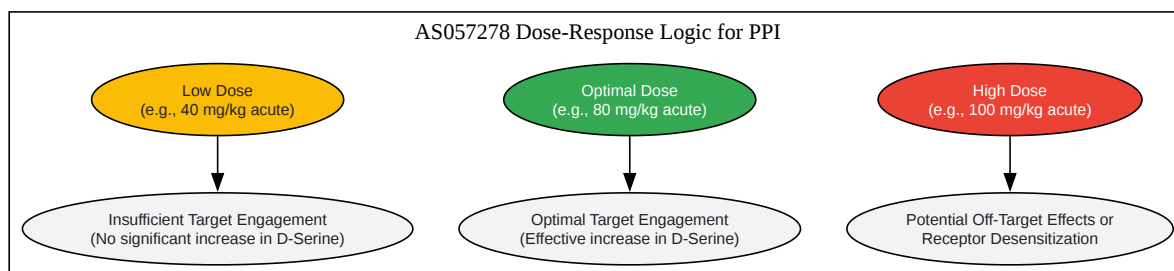 AS057278 Dose-Response Logic for PPI
Low Dose
(e.g., 40 mg/kg acute)
Optimal Dose
(e.g., 80 mg/kg acute)
High Dose
(e.g., 100 mg/kg acute)
Insufficient Target Engagement
(No significant increase in D-Serine)
Optimal Target Engagement
(Effective increase in D-Serine)
Potential Off-Target Effects or
Receptor Desensitization